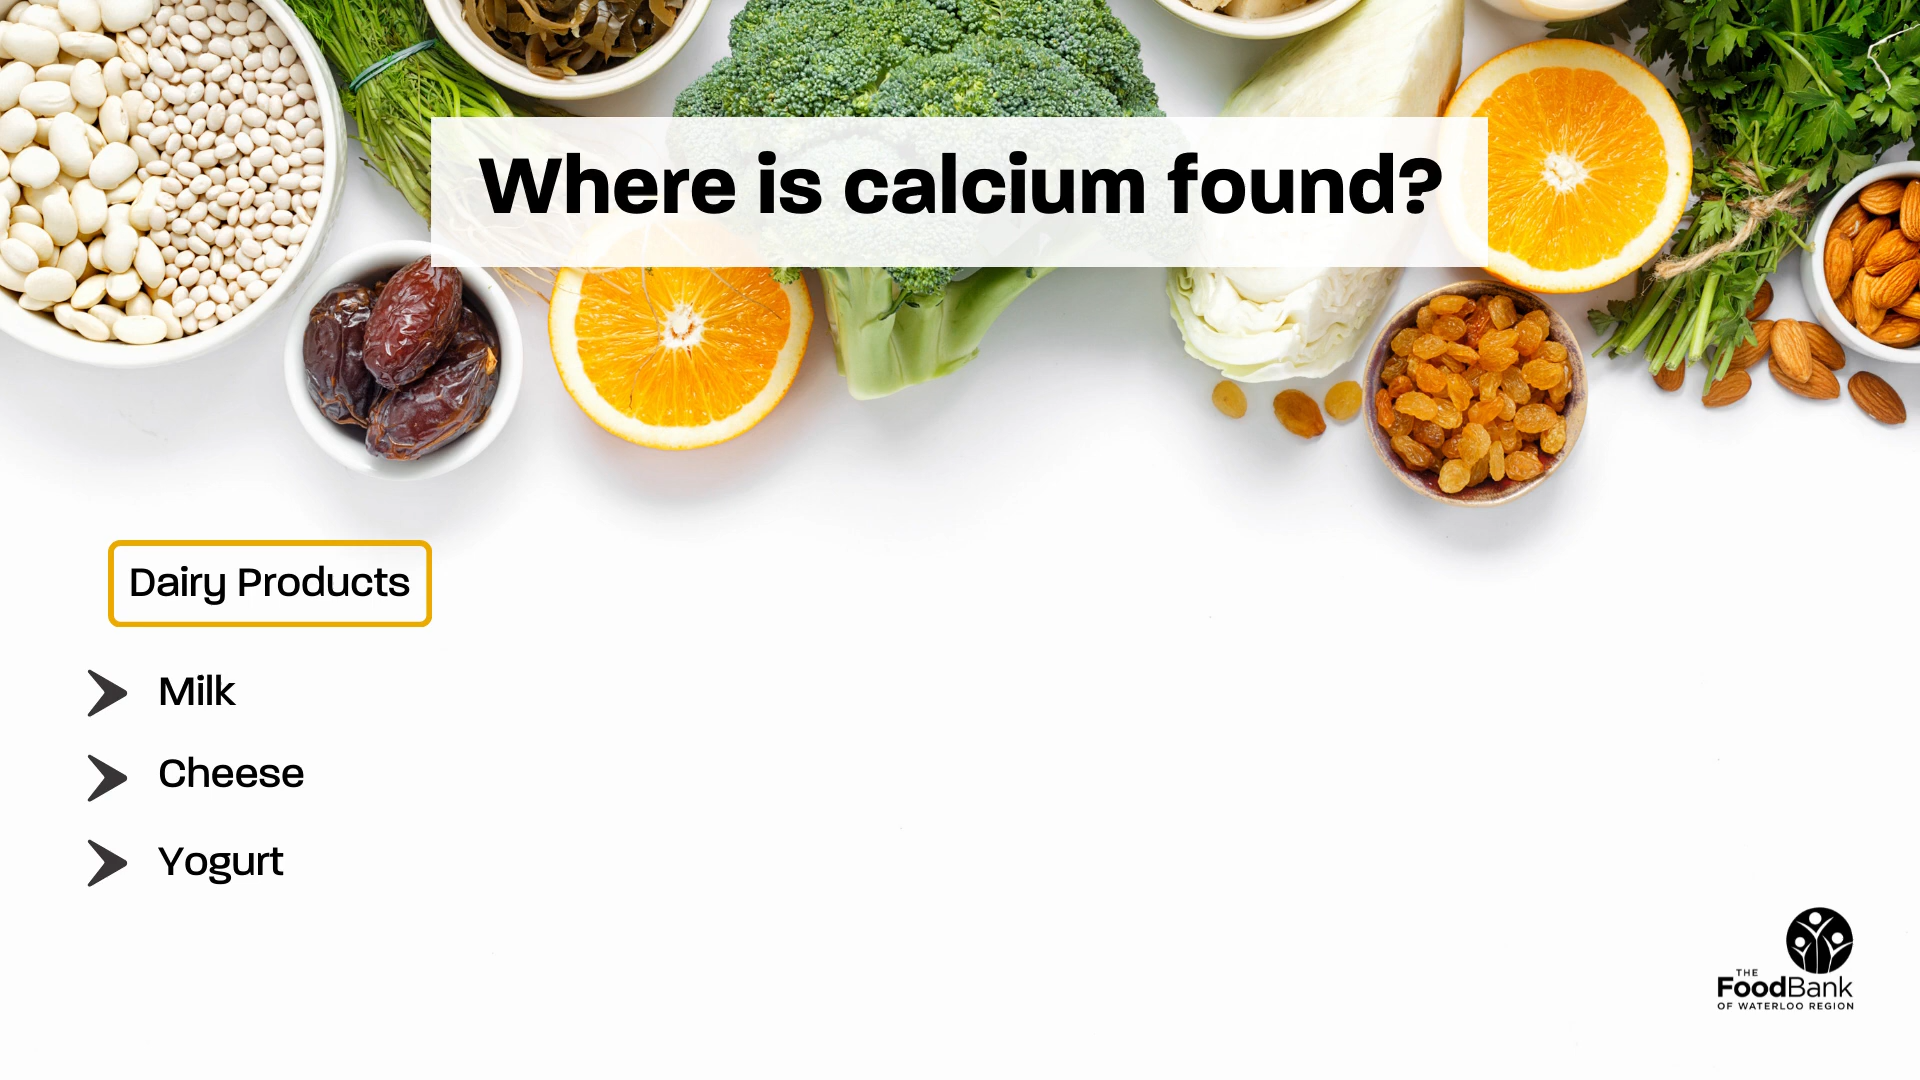 Where is calcium found?
Dairy Products
Milk
Cheese
Yogurt
THE
FoodBank
OF WATERLOO REGION